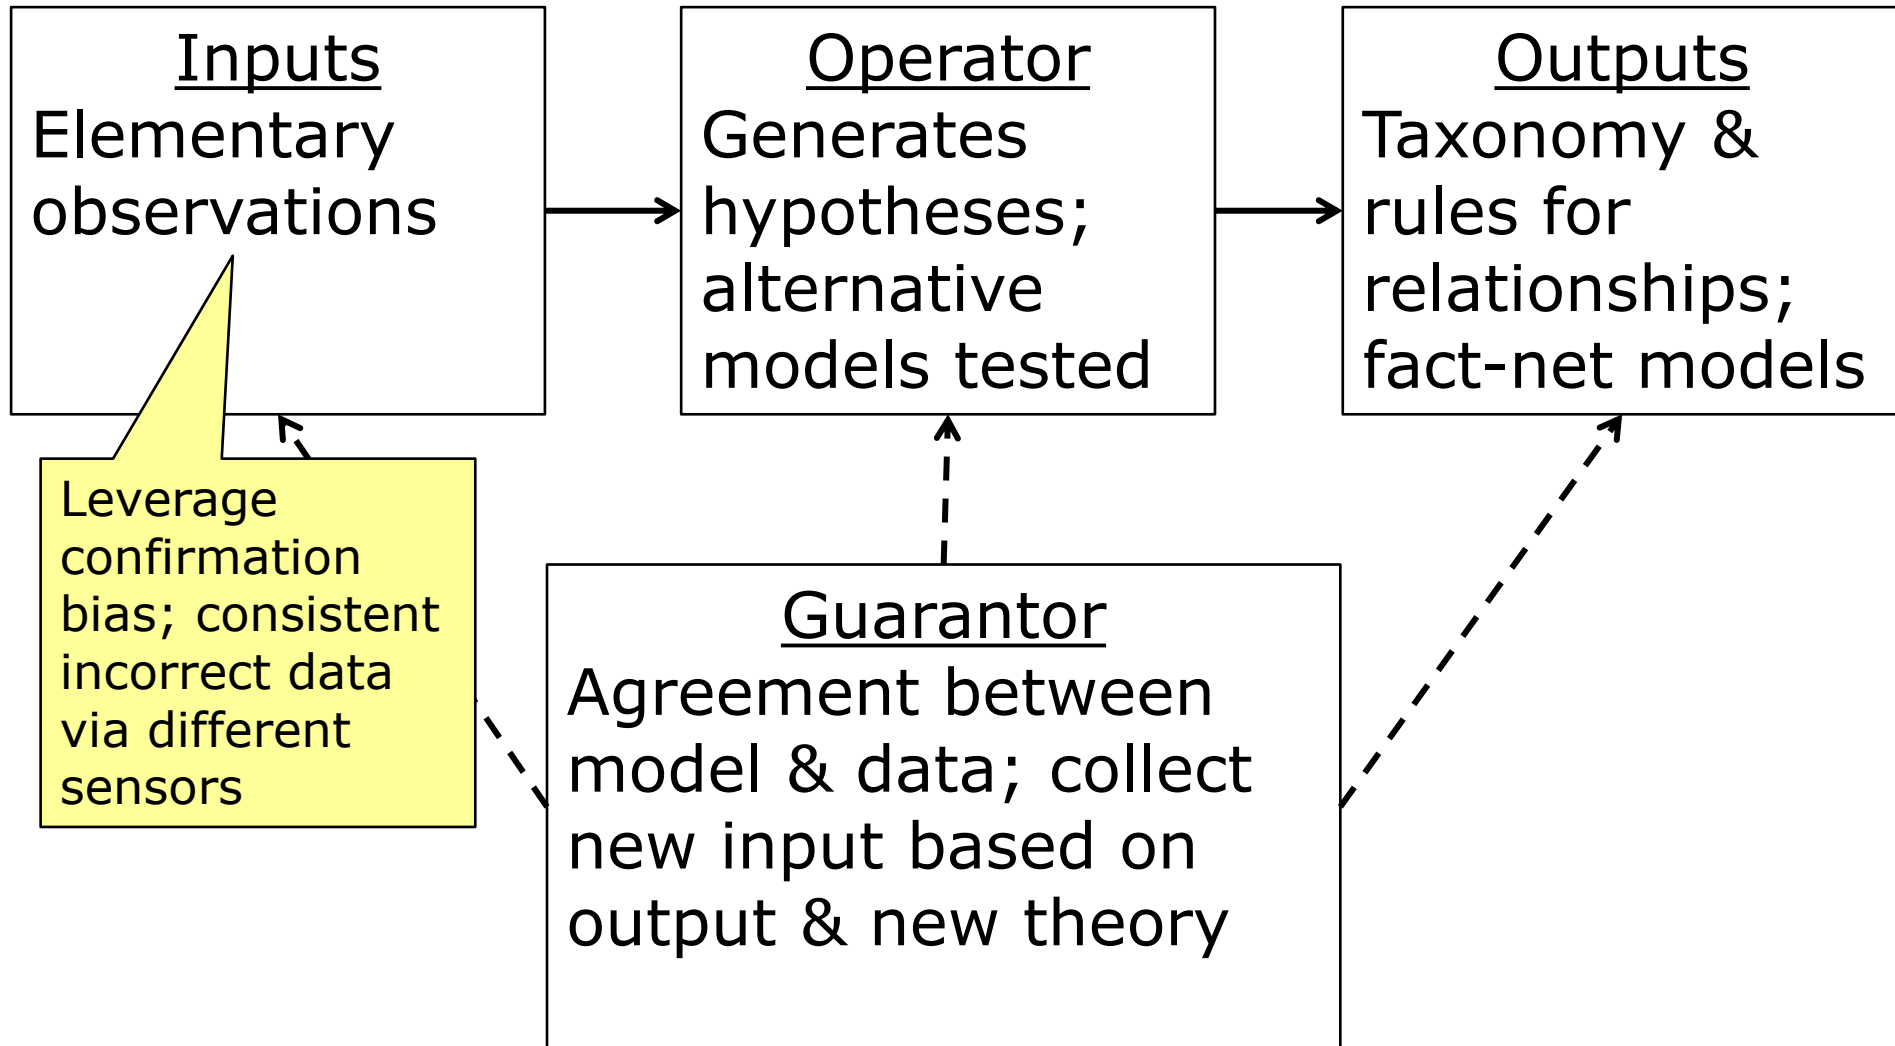 Inputs
Elementary
observations
Operator
Generates
hypotheses;
alternative
models tested
Outputs
Taxonomy &
rules for
relationships;
fact-net models
Leverage
confirmation
bias; consistent
incorrect data
via different
sensors
Guarantor
Agreement between
model & data; collect
new input based on
output & new theory